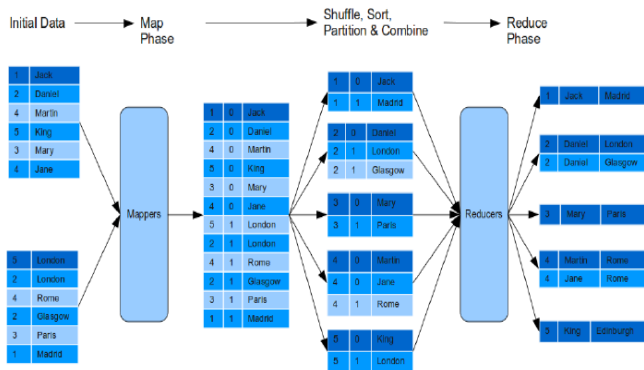 Initial Data
Map
Phase
Shuffle, Sort,
Partition & Combine
Reduce
Phase
1 Jack
2 Daniel
4 Martin
5 King
3 Mary
4 Jane
5 London
2 London
4 Rome
2 Glasgow
3 Paris
1 Madrid
Mappers
1 0 Jack
2 0 Daniel
4 0 Martin
5 0 King
3 0 Mary
4 0 Jane
5 1 London
2 1 London
4 1 Rome
2 1 Glasgow
3 1 Paris
1 1 Madrid
1 0 Jack
1 1 Madrid
2 0 Daniel
2 1 London
2 1 Glasgow
3 0 Mary
3 1 Paris
4 0 Martin
4 0 Jane
4 1 Rome
5 0 King
5 1 London
Reducers
1 Jack Madrid
2 Daniel London
2 Daniel Glasgow
3 Mary Paris
4 Martin Rome
4 Jane Rome
5 King Edinburgh